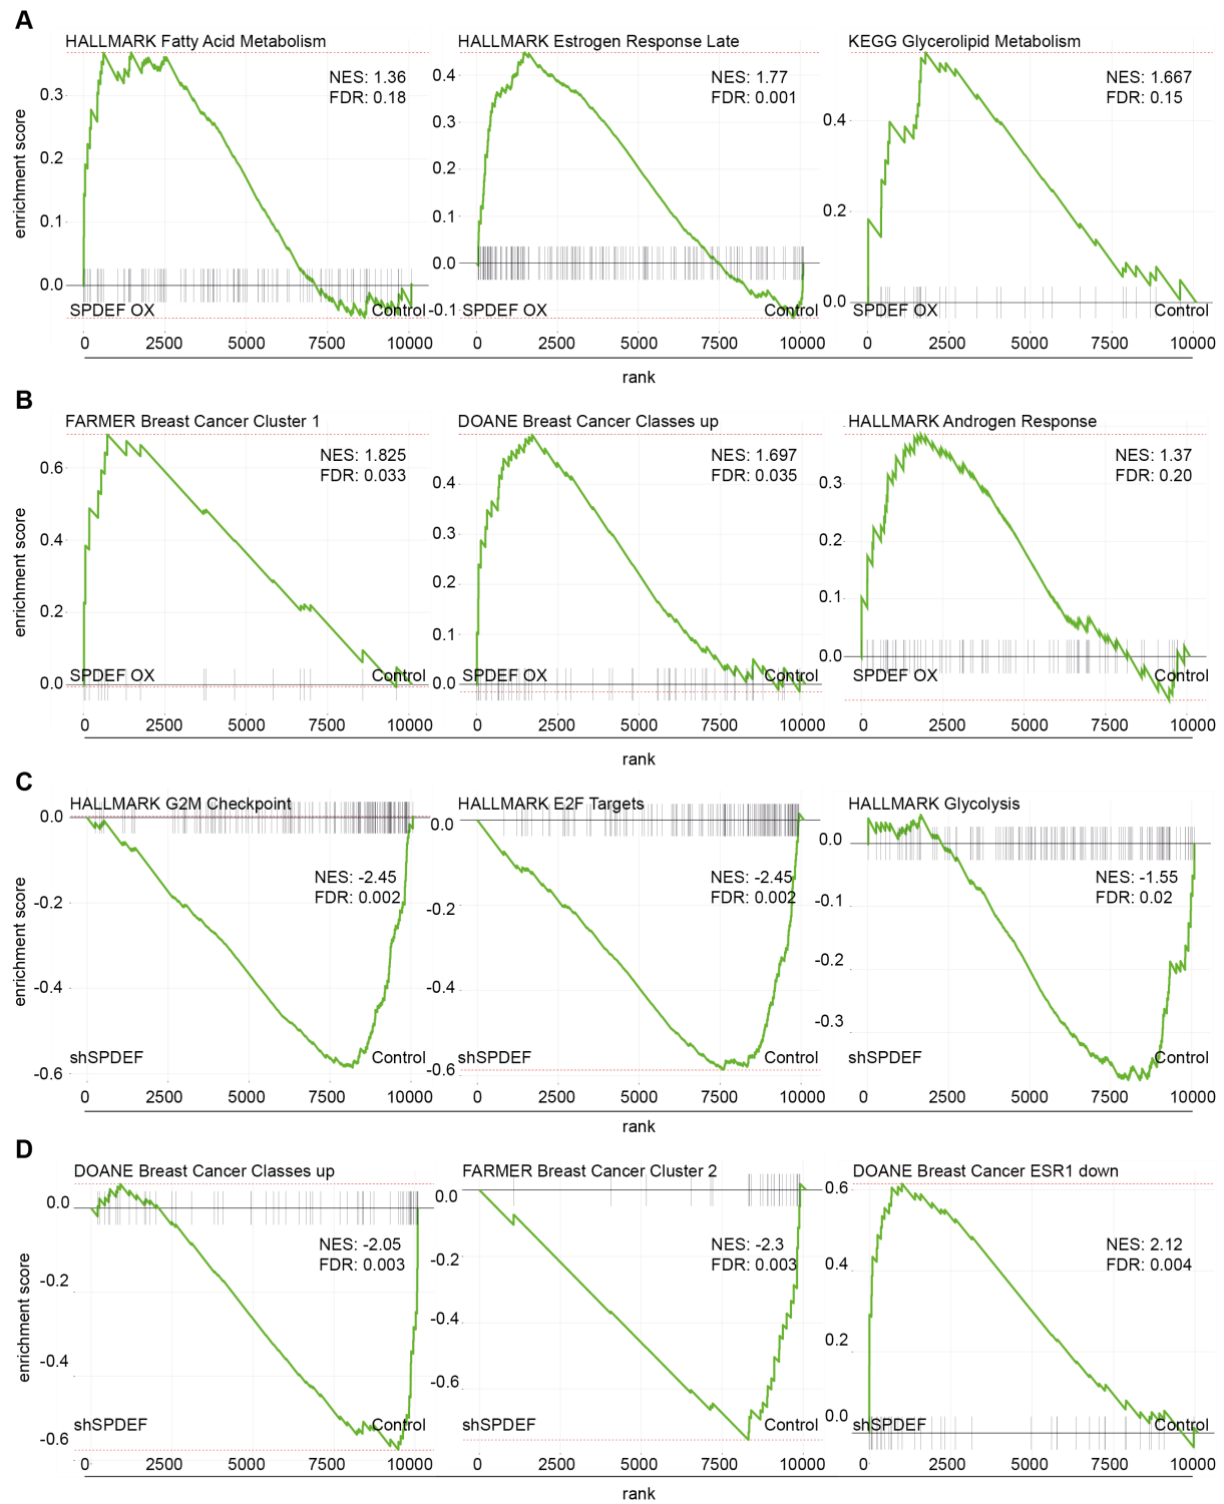 A
HALLMARK Fatty Acid Metabolism
HALLMARK Estrogen Response Late
KEGG Glycerolipid Metabolism
enrichment score
NES: 1.36
FDR: 0.18
NES: 1.77
FDR: 0.001
NES: 1.667
FDR: 0.15
0.3
0.2
0.1
0.0
0.4
0.3
0.2
0.1
0.0
-0.1
0.4
0.2
0.0
SPDEF OX
Control
SPDEF OX
Control
SPDEF OX
Control
0 2500 5000 7500 10000
0 2500 5000 7500 10000
0 2500 5000 7500 10000
rank
B
FARMER Breast Cancer Cluster 1
DOANE Breast Cancer Classes up
HALLMARK Androgen Response
enrichment score
NES: 1.825
FDR: 0.033
NES: 1.697
FDR: 0.035
NES: 1.37
FDR: 0.20
0.6
0.4
0.2
0.0
0.4
0.3
0.2
0.1
0.0
0.3
0.2
0.1
0.0
SPDEF OX
Control
SPDEF OX
Control
SPDEF OX
Control
0 2500 5000 7500 10000
0 2500 5000 7500 10000
0 2500 5000 7500 10000
rank
C
HALLMARK G2M Checkpoint
HALLMARK E2F Targets
HALLMARK Glycolysis
enrichment score
NES: -2.45
FDR: 0.002
NES: -2.45
FDR: 0.002
NES: -1.55
FDR: 0.02
0.0
-0.2
-0.4
-0.6
0.0
-0.2
-0.4
-0.6
0.0
-0.1
-0.2
-0.3
shSPDEF
Control
shSPDEF
Control
shSPDEF
Control
0 2500 5000 7500 10000
0 2500 5000 7500 10000
0 2500 5000 7500 10000
rank
D
DOANE Breast Cancer Classes up
FARMER Breast Cancer Cluster 2
DOANE Breast Cancer ESR1 down
enrichment score
NES: -2.05
FDR: 0.003
NES: -2.3
FDR: 0.003
NES: 2.12
FDR: 0.004
0.0
-0.2
-0.4
-0.6
0.0
-0.2
-0.4
-0.6
0.6
0.4
0.2
0.0
shSPDEF
Control
shSPDEF
Control
shSPDEF
Control
0 2500 5000 7500 10000
0 2500 5000 7500 10000
0 2500 5000 7500 10000
rank